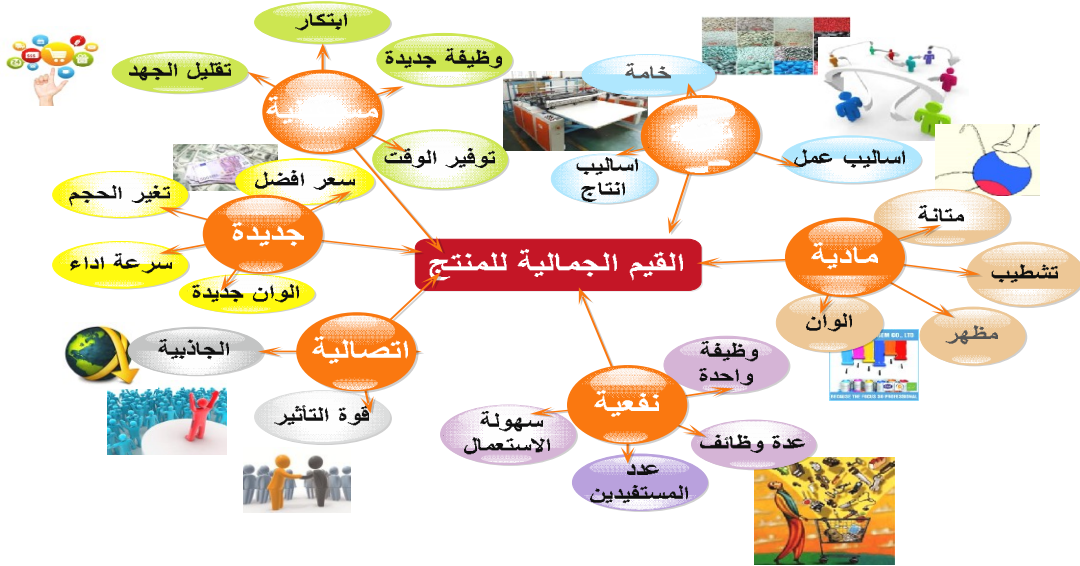 ابتكار
وظيفة جديدة
تقليل الجهد
توفير الوقت
خامة
اساليب
انتاج
اساليب عمل
سعر افضل
تغير الحجم
جديدة
سرعة اداء
الوان جديدة
القيم الجمالية للمنتج
متانة
مادية
تشطيب
الوان
مظهر
اتصالية
الجاذبية
قوة التأثير
وظيفة
واحدة
نفعية
سهولة
الاستعمال
عدة وظائف
عدد
المستفيدين